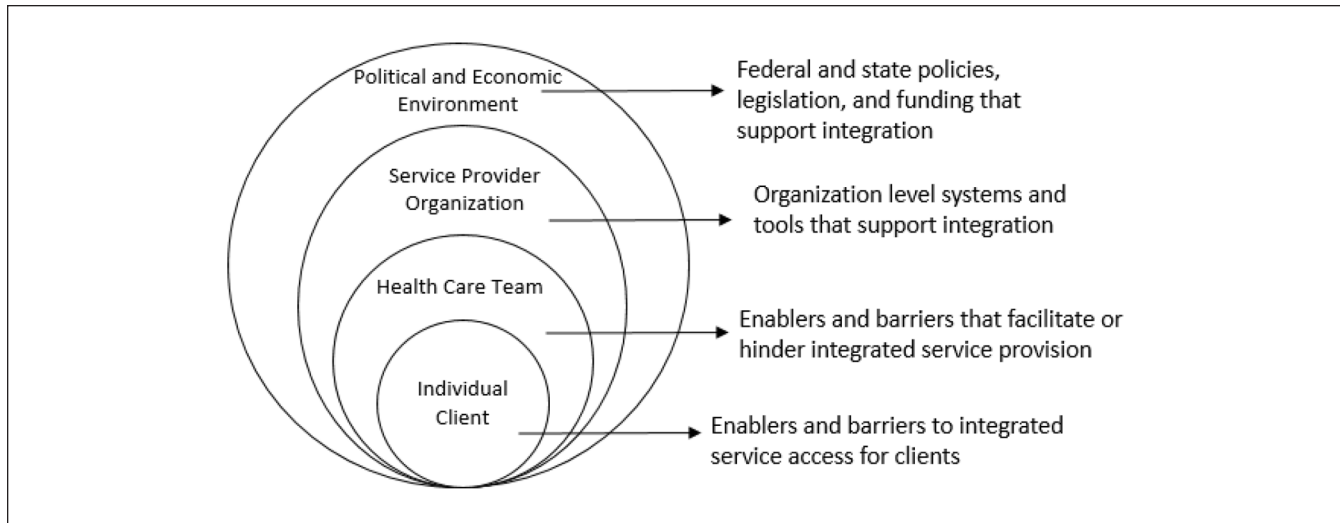 Political and Economic
Environment
Federal and state policies,
legislation, and funding that
support integration
Service Provider
Organization
Organization level systems and
tools that support integration
Health Care Team
Enablers and barriers that facilitate or
hinder integrated service provision
Individual
Client
Enablers and barriers to integrated
service access for clients